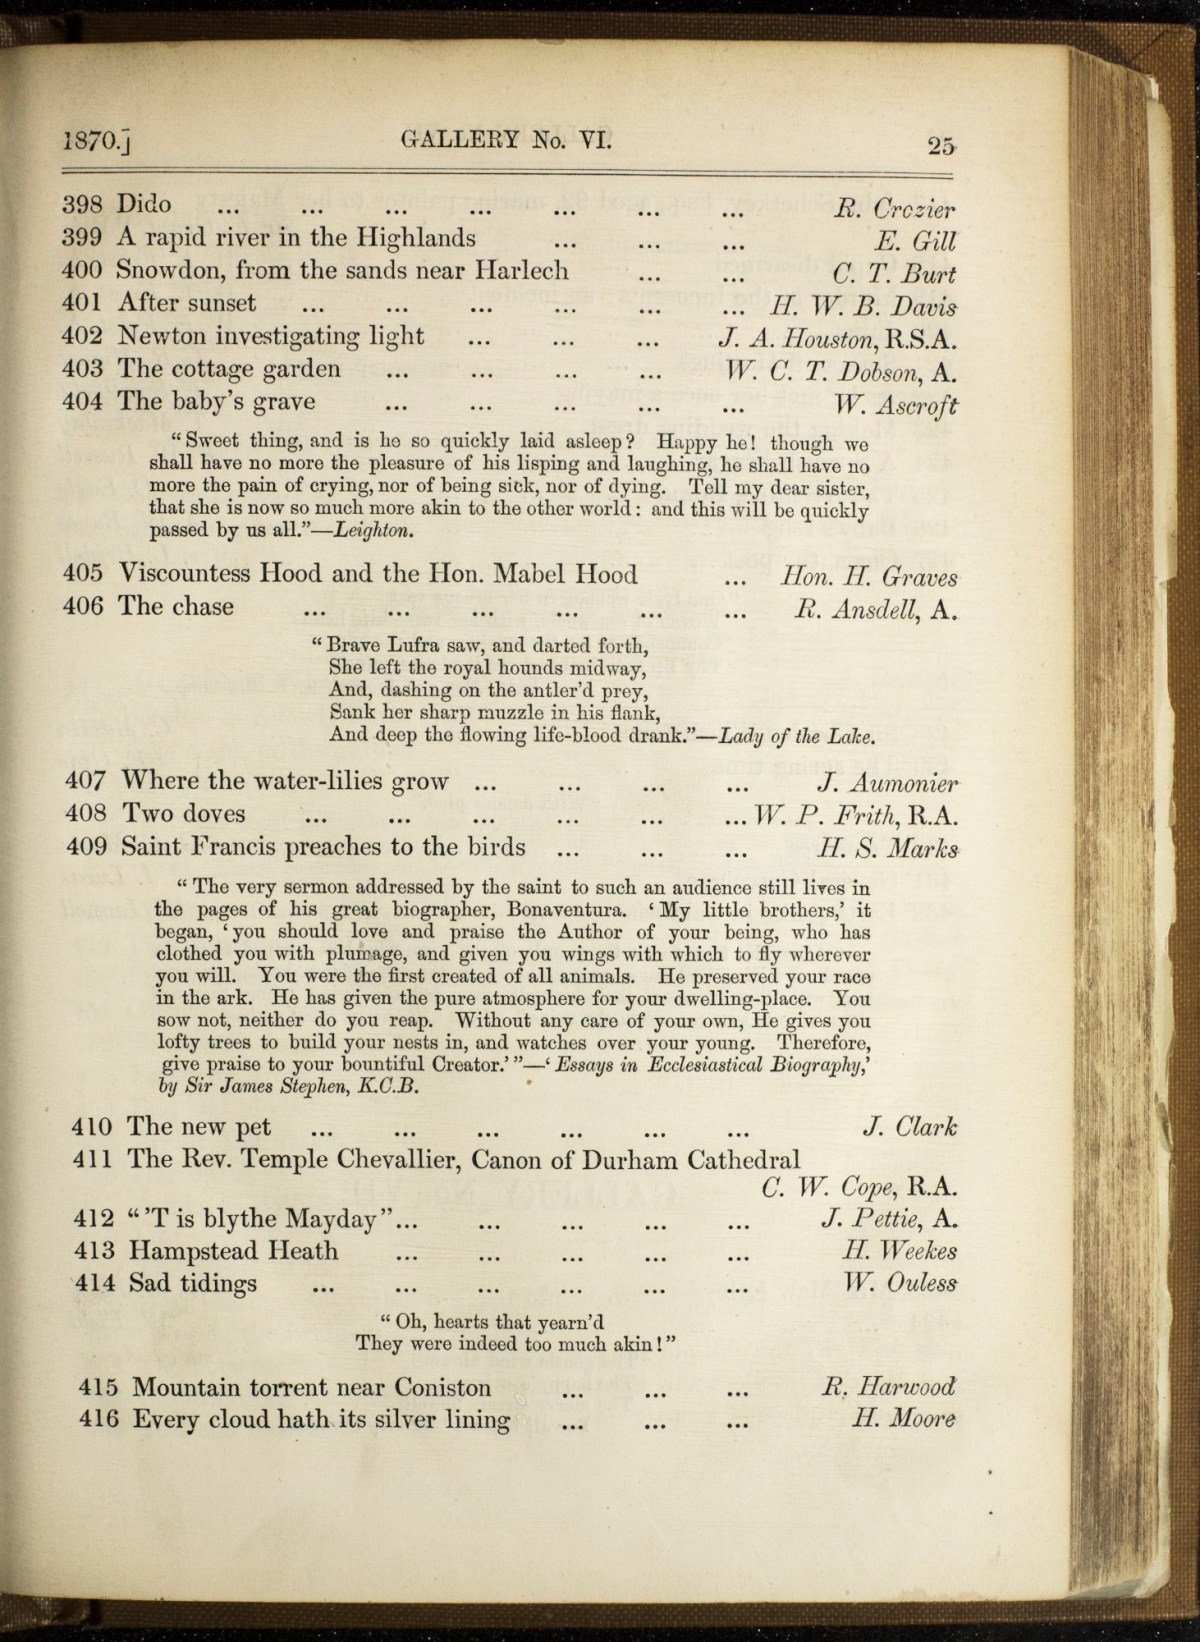 1870.] GALLERY No. VI. 25
398 Dido ... ... ... ... ... ... ... R. Crozier
399 A rapid river in the Highlands ... ... ... E. Gill
400 Snowdon, from the sands near Harlech ... ... C. T. Burt
401 After sunset ... ... ... ... ... ... H. W. B. Davis
402 Newton investigating light ... ... ... J. A. Houston, R.S.A.
403 The cottage garden ... ... ... ... W. C. T. Dobson, A.
404 The baby's grave ... ... ... ... ... W. Ascroft
“Sweet thing, and is he so quickly laid asleep? Happy he! though we
shall have no more the pleasure of his lisping and laughing, he shall have no
more the pain of crying, nor of being sick, nor of dying. Tell my dear sister,
that she is now so much more akin to the other world: and this will be quickly
passed by us all.”—Leighton.
405 Viscountess Hood and the Hon. Mabel Hood ... Hon. H. Graves
406 The chase ... ... ... ... ... ... R. Ansdell, A.
“Brave Lufra saw, and darted forth,
She left the royal hounds midway,
And, dashing on the antler'd prey,
Sank her sharp muzzle in his flank,
And deep the flowing life-blood drank.”—Lady of the Lake.
407 Where the water-lilies grow ... ... ... ... J. Aumonier
408 Two doves ... ... ... ... ... ... W. P. Frith, R.A.
409 Saint Francis preaches to the birds ... ... ... H. S. Marks
“The very sermon addressed by the saint to such an audience still lives in
the pages of his great biographer, Bonaventura. ‘My little brothers,’ it
began, ‘you should love and praise the Author of your being, who has
clothed you with plumage, and given you wings with which to fly wherever
you will. You were the first created of all animals. He preserved your race
in the ark. He has given the pure atmosphere for your dwelling-place. You
sow not, neither do you reap. Without any care of your own, He gives you
lofty trees to build your nests in, and watches over your young. Therefore,
give praise to your bountiful Creator.’”—‘Essays in Ecclesiastical Biography,’
by Sir James Stephen, K.C.B.
410 The new pet ... ... ... ... ... ... J. Clark
411 The Rev. Temple Chevallier, Canon of Durham Cathedral
C. W. Cope, R.A.
412 “'T is blythe Mayday”... ... ... ... ... J. Pettie, A.
413 Hampstead Heath ... ... ... ... ... H. Weekes
414 Sad tidings ... ... ... ... ... ... W. Ouless
“Oh, hearts that yearn'd
They were indeed too much akin!”
415 Mountain torrent near Coniston ... ... ... R. Harwood
416 Every cloud hath its silver lining ... ... ... H. Moore